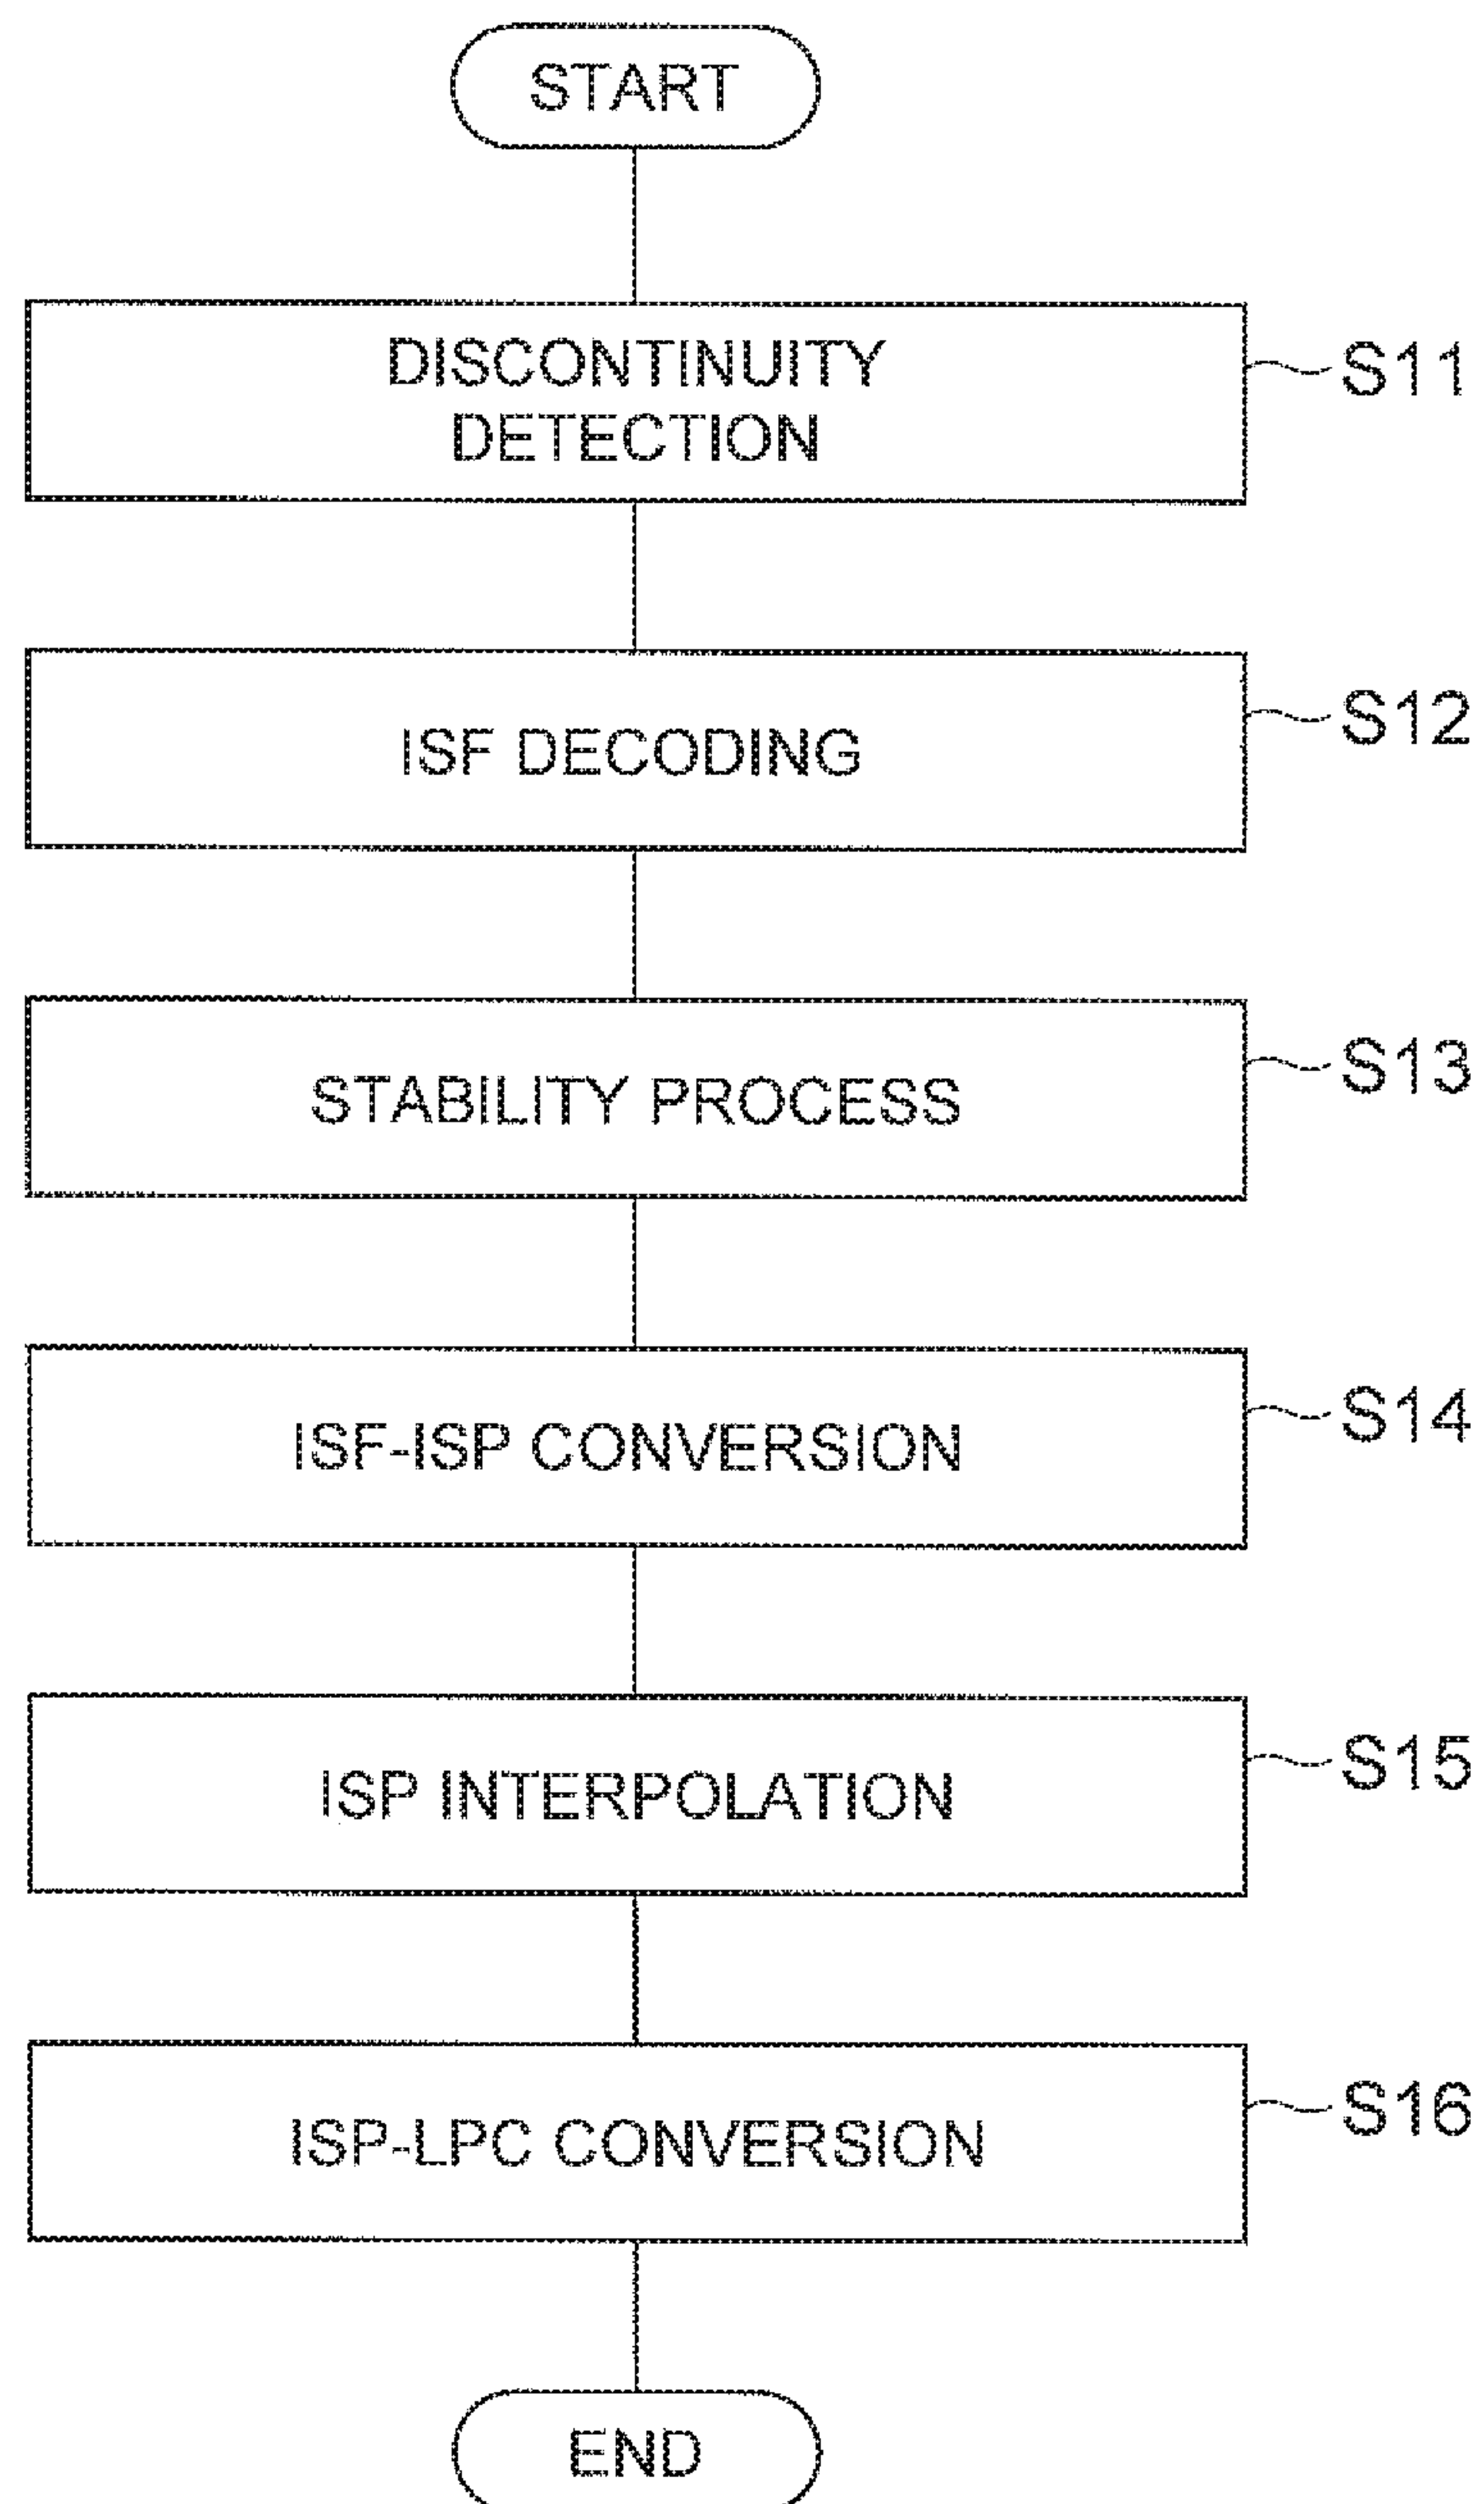 START
DISCONTINUITY
DETECTION
S11
ISF DECODING
S12
STABILITY PROCESS
S13
ISF-ISP CONVERSION
S14
ISP INTERPOLATION
S15
ISP-LPC CONVERSION
S16
END